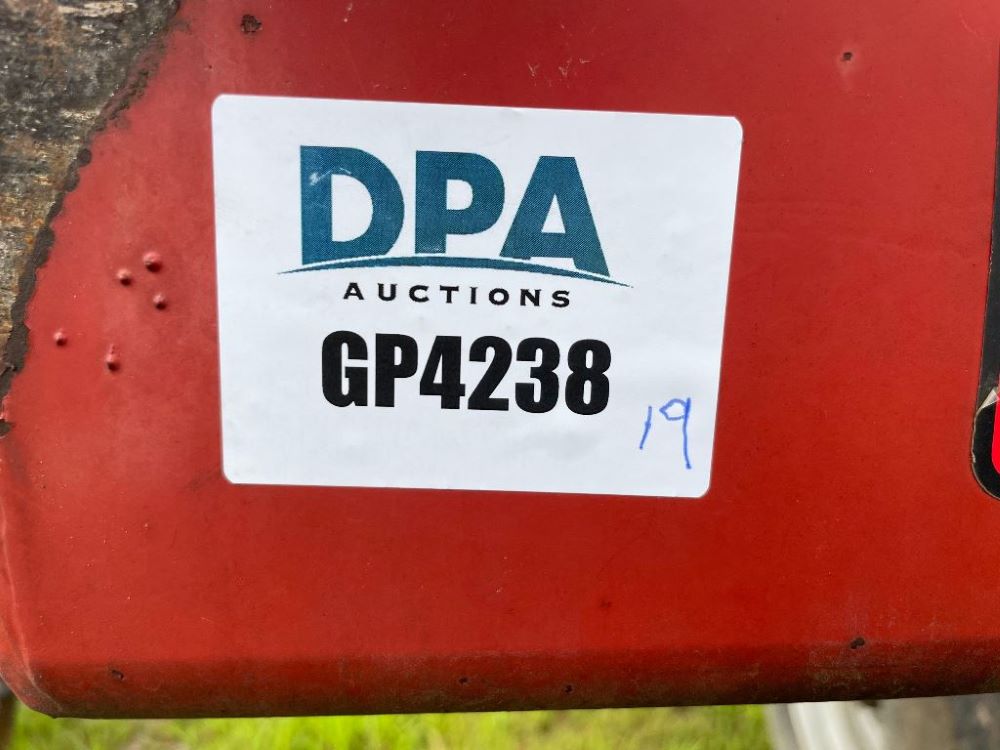 DPA
AUCTIONS
GP4238
19